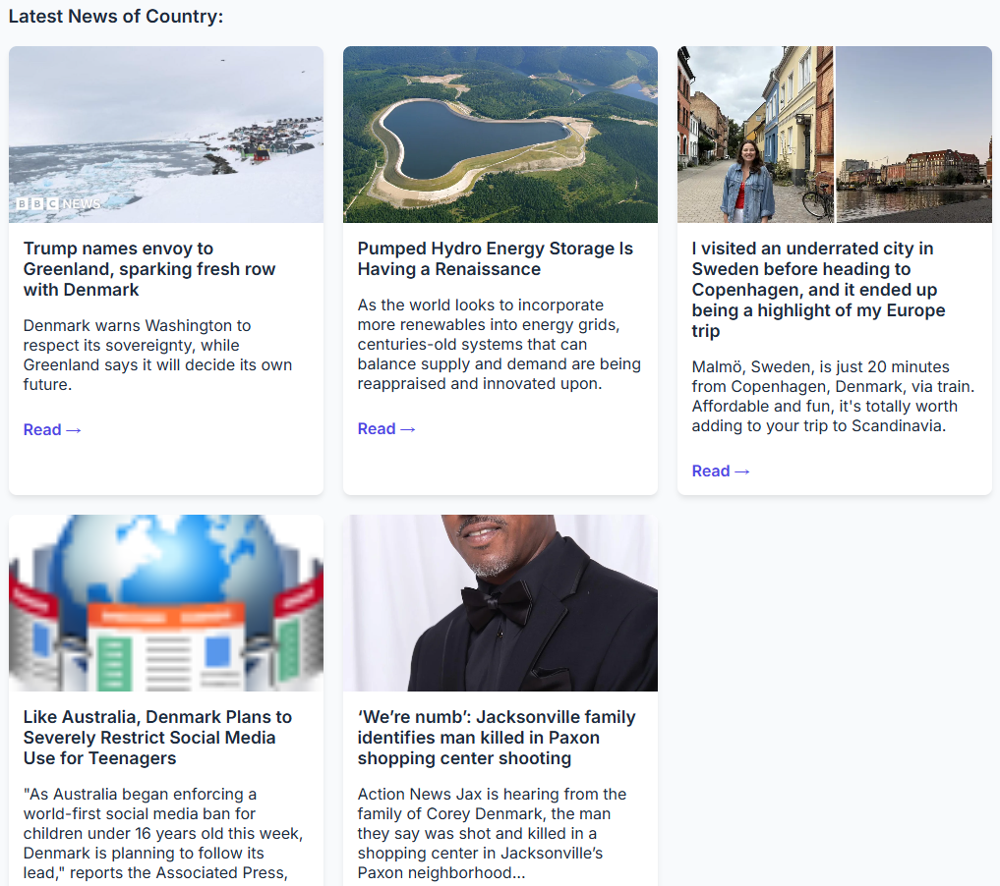 Latest News of Country:
BBC NEWS
Trump names envoy to
Greenland, sparking fresh row
with Denmark
Denmark warns Washington to
respect its sovereignty, while
Greenland says it will decide its own
future.
Read →
Pumped Hydro Energy Storage Is
Having a Renaissance
As the world looks to incorporate
more renewables into energy grids,
centuries-old systems that can
balance supply and demand are being
reappraised and innovated upon.
Read →
I visited an underrated city in
Sweden before heading to
Copenhagen, and it ended up
being a highlight of my Europe
trip
Malmö, Sweden, is just 20 minutes
from Copenhagen, Denmark, via train.
Affordable and fun, it's totally worth
adding to your trip to Scandinavia.
Read →
Like Australia, Denmark Plans to
Severely Restrict Social Media
Use for Teenagers
"As Australia began enforcing a
world-first social media ban for
children under 16 years old this week,
Denmark is planning to follow its
lead," reports the Associated Press,
‘We’re numb’: Jacksonville family
identifies man killed in Paxon
shopping center shooting
Action News Jax is hearing from the
family of Corey Denmark, the man
they say was shot and killed in a
shopping center in Jacksonville’s
Paxon neighborhood...